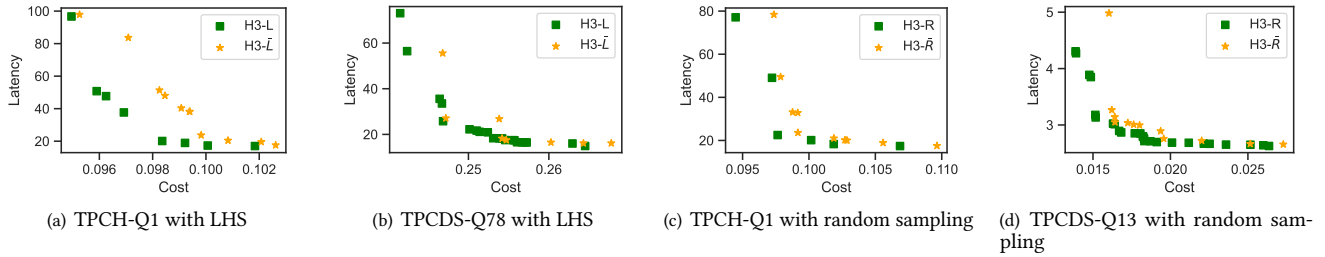 100
80
60
40
20
Latency
H3-L
H3-L̄
0.096
0.098
0.100
0.102
Cost
(a) TPCH-Q1 with LHS
60
40
20
Latency
H3-L
H3-L̄
0.25
0.26
Cost
(b) TPCDS-Q78 with LHS
80
60
40
20
Latency
H3-R
H3-R̄
0.095
0.100
0.105
0.110
Cost
(c) TPCH-Q1 with random sampling
5
4
3
Latency
H3-R
H3-R̄
0.015
0.020
0.025
Cost
(d) TPCDS-Q13 with random sam-
pling